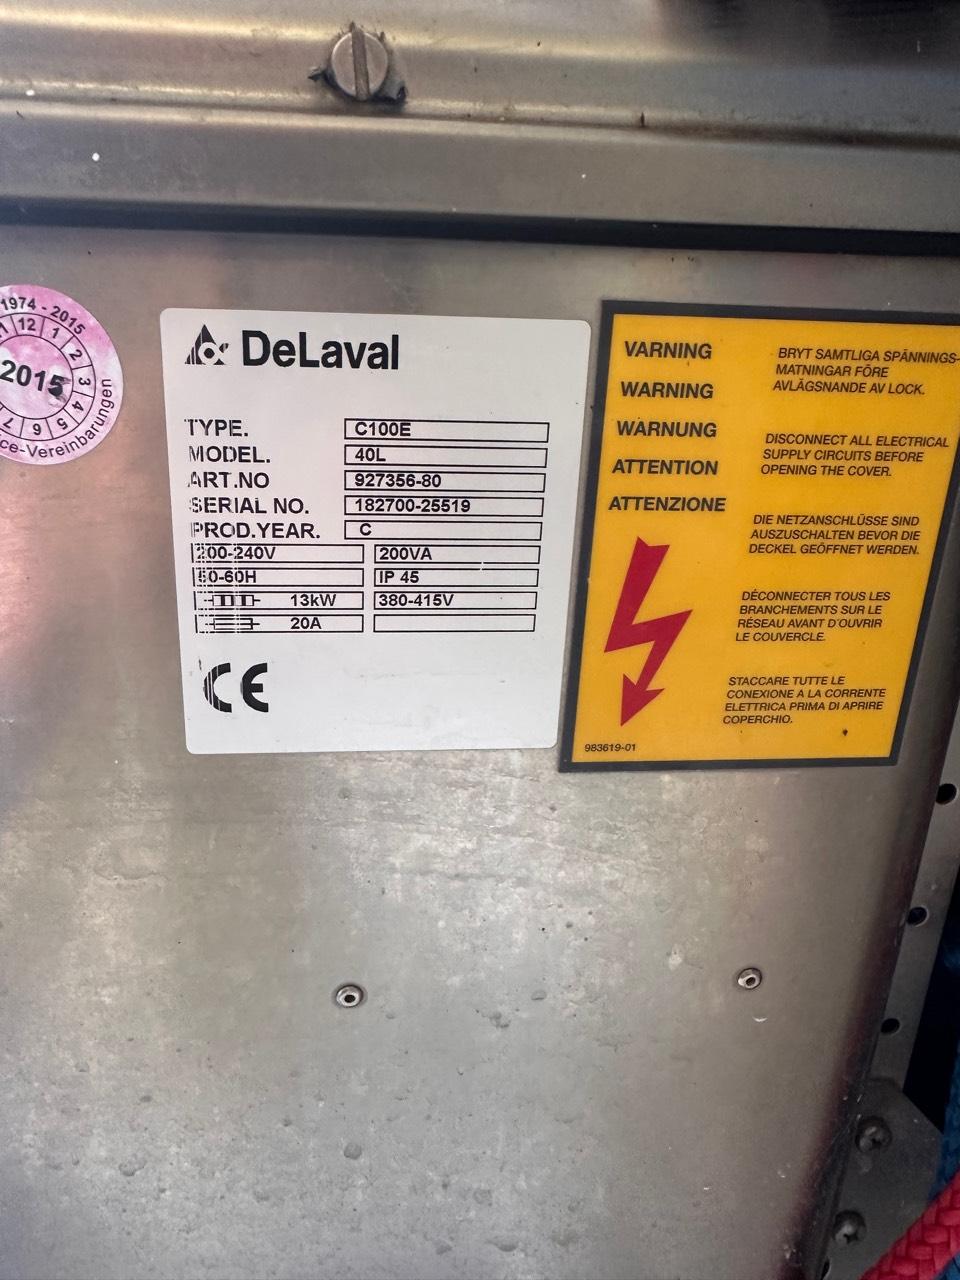 1974 - 2015
12 1 2 3 4 5 6 7
2015
ce-Vereinbarungen
DeLaval
TYPE. C100E
MODEL. 40L
ART.NO 927356-80
SERIAL NO. 182700-25519
PROD.YEAR. C
200-240V 200VA
50-60H IP 45
13kW 380-415V
20A
CE
VARNING
WARNING
WARNUNG
ATTENTION
ATTENZIONE
BRYT SAMTLIGA SPÄNNINGS-
MATNINGAR FÖRE
AVLÄGSNANDE AV LOCK.
DISCONNECT ALL ELECTRICAL
SUPPLY CIRCUITS BEFORE
OPENING THE COVER.
DIE NETZANSCHLÜSSE SIND
AUSZUSCHALTEN BEVOR DIE
DECKEL GEÖFFNET WERDEN.
DÉCONNECTER TOUS LES
BRANCHEMENTS SUR LE
RÉSEAU AVANT D'OUVRIR
LE COUVERCLE.
STACCARE TUTTE LE
CONEXIONE A LA CORRENTE
ELETTRICA PRIMA DI APRIRE
COPERCHIO.
983619-01